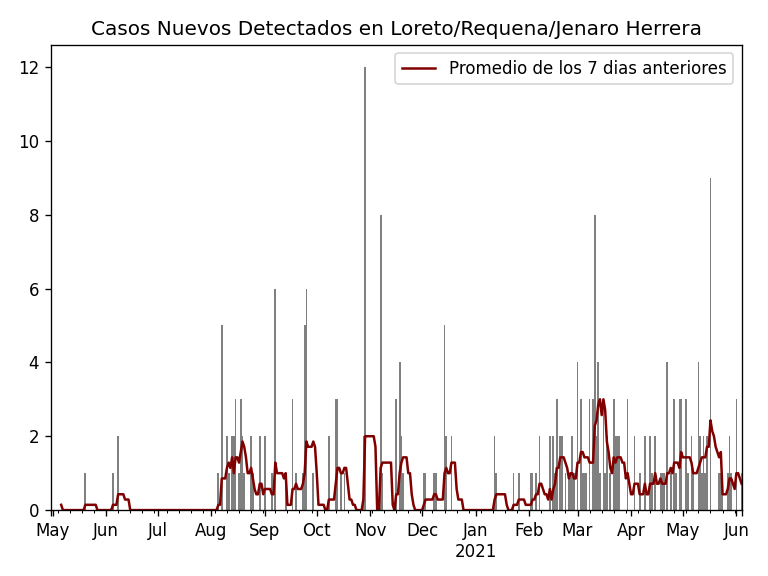 Casos Nuevos Detectados en Loreto/Requena/Jenaro Herrera
Promedio de los 7 dias anteriores
12
10
8
6
4
2
0
May Jun Jul Aug Sep Oct Nov Dec Jan Feb Mar Apr May Jun
2021